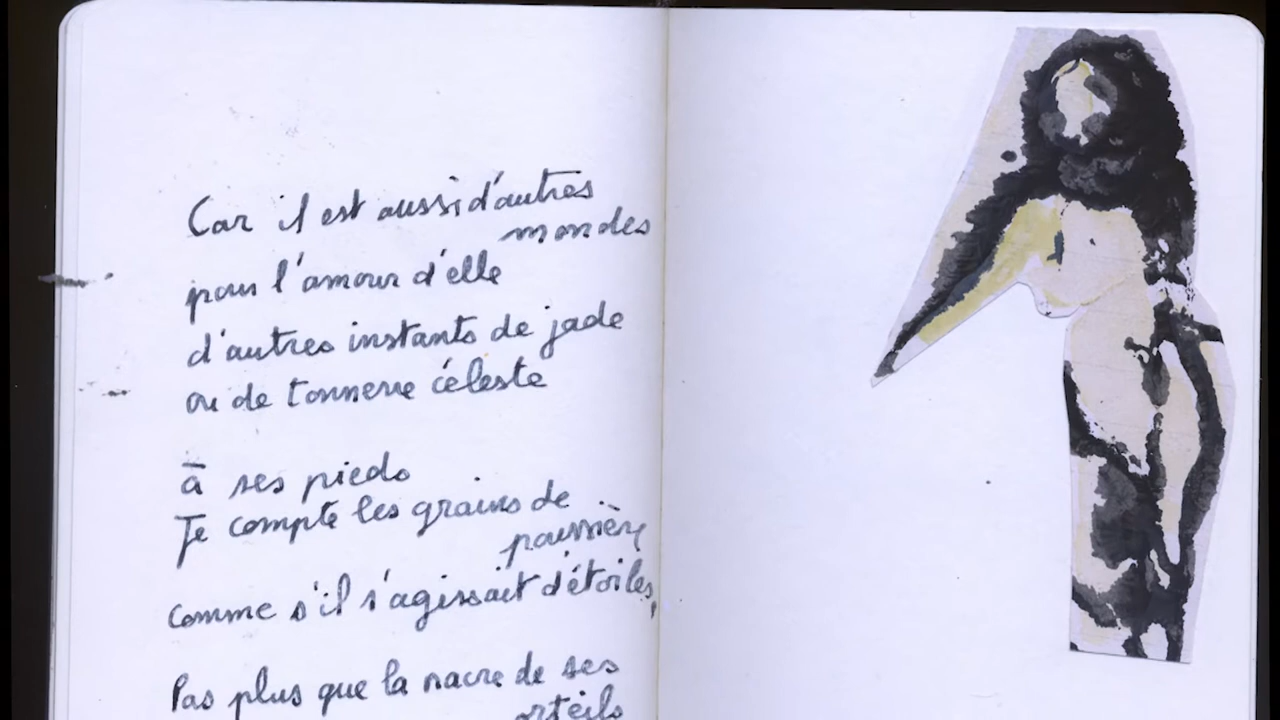 Car il est aussi d'autres
mondes
pour l'amour d'elle
d'autres instants de jade
ou de tonnerre céleste
à ses pieds
Je compte les grains de
poussière
comme s'il s'agissait d'étoiles,
Pas plus que la nacre de ses
orteils